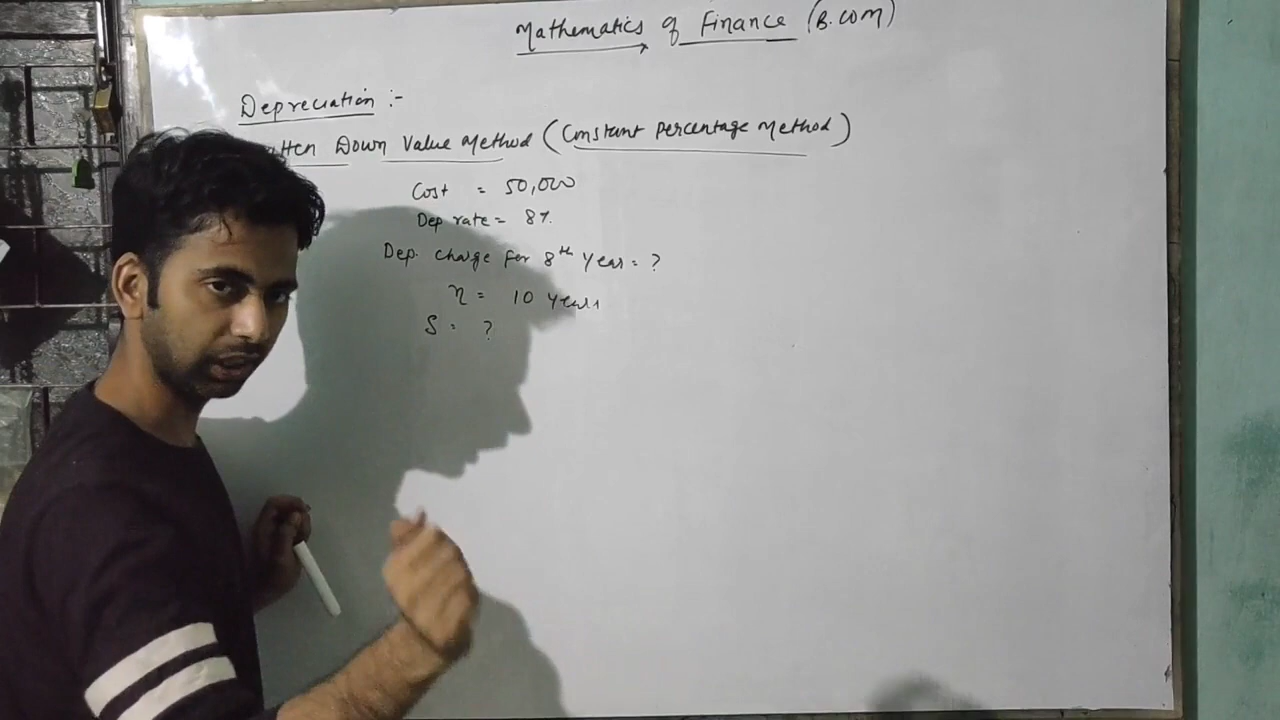 Mathematics of Finance (B.com)
Depreciation :-
Down Value Method (Constant Percentage Method)
Cost = 50,000
Dep rate = 8%
Dep. charge for 8th Year = ?
n = 10 Years
S = ?